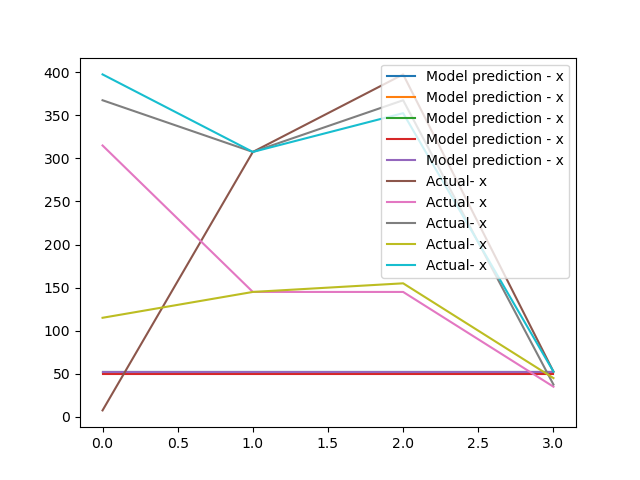 400
350
300
250
200
150
100
50
0
0.0 0.5 1.0 1.5 2.0 2.5 3.0
Model prediction - x
Model prediction - x
Model prediction - x
Model prediction - x
Model prediction - x
Actual- x
Actual- x
Actual- x
Actual- x
Actual- x